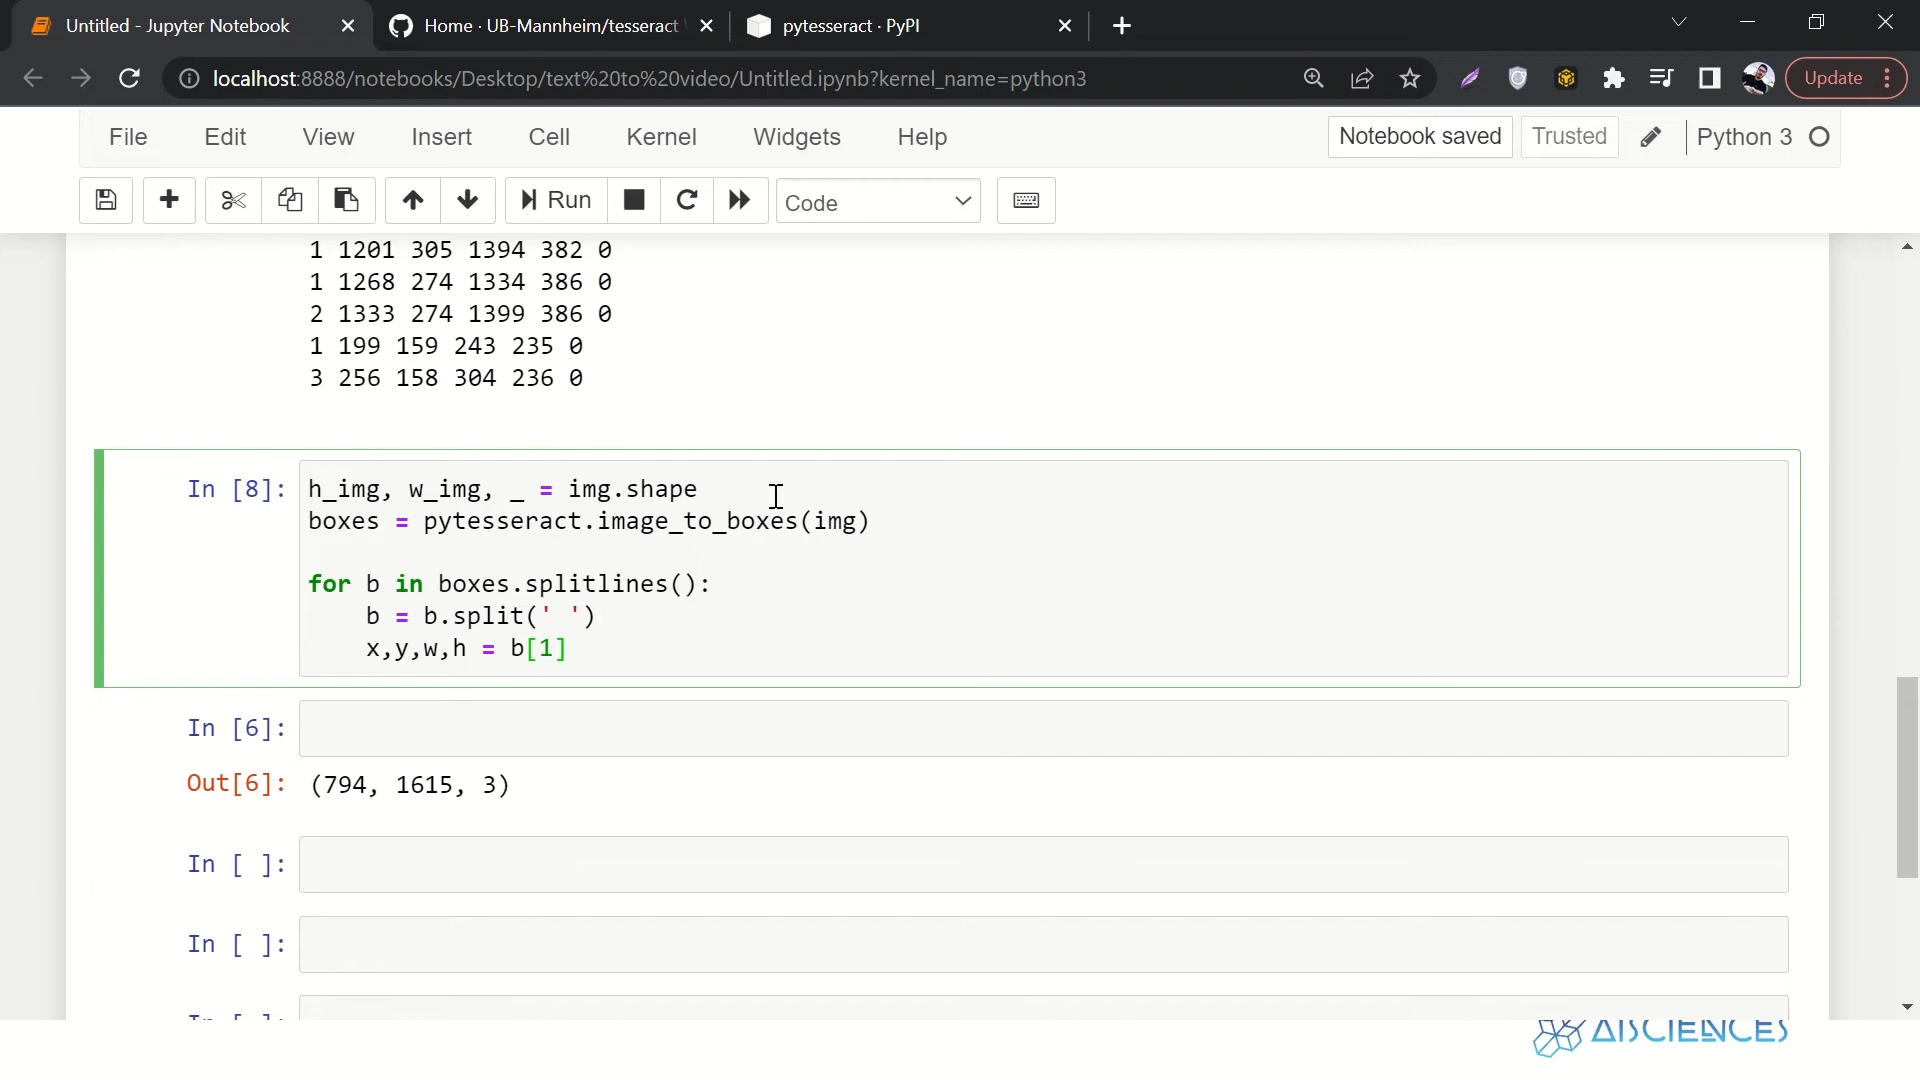 Untitled - Jupyter Notebook
Home · UB-Mannheim/tesseract
pytesseract · PyPI
localhost:8888/notebooks/Desktop/text%20to%20video/Untitled.ipynb?kernel_name=python3
Update
File Edit View Insert Cell Kernel Widgets Help
Notebook saved Trusted Python 3
Run Code
1 1201 305 1394 382 0
1 1268 274 1334 386 0
2 1333 274 1399 386 0
1 199 159 243 235 0
3 256 158 304 236 0
In [8]: h_img, w_img, _ = img.shape
boxes = pytesseract.image_to_boxes(img)
for b in boxes.splitlines():
    b = b.split(' ')
    x,y,w,h = b[1]
In [6]:
Out[6]: (794, 1615, 3)
In [ ]:
In [ ]:
In [ ]:
AISCIENCES